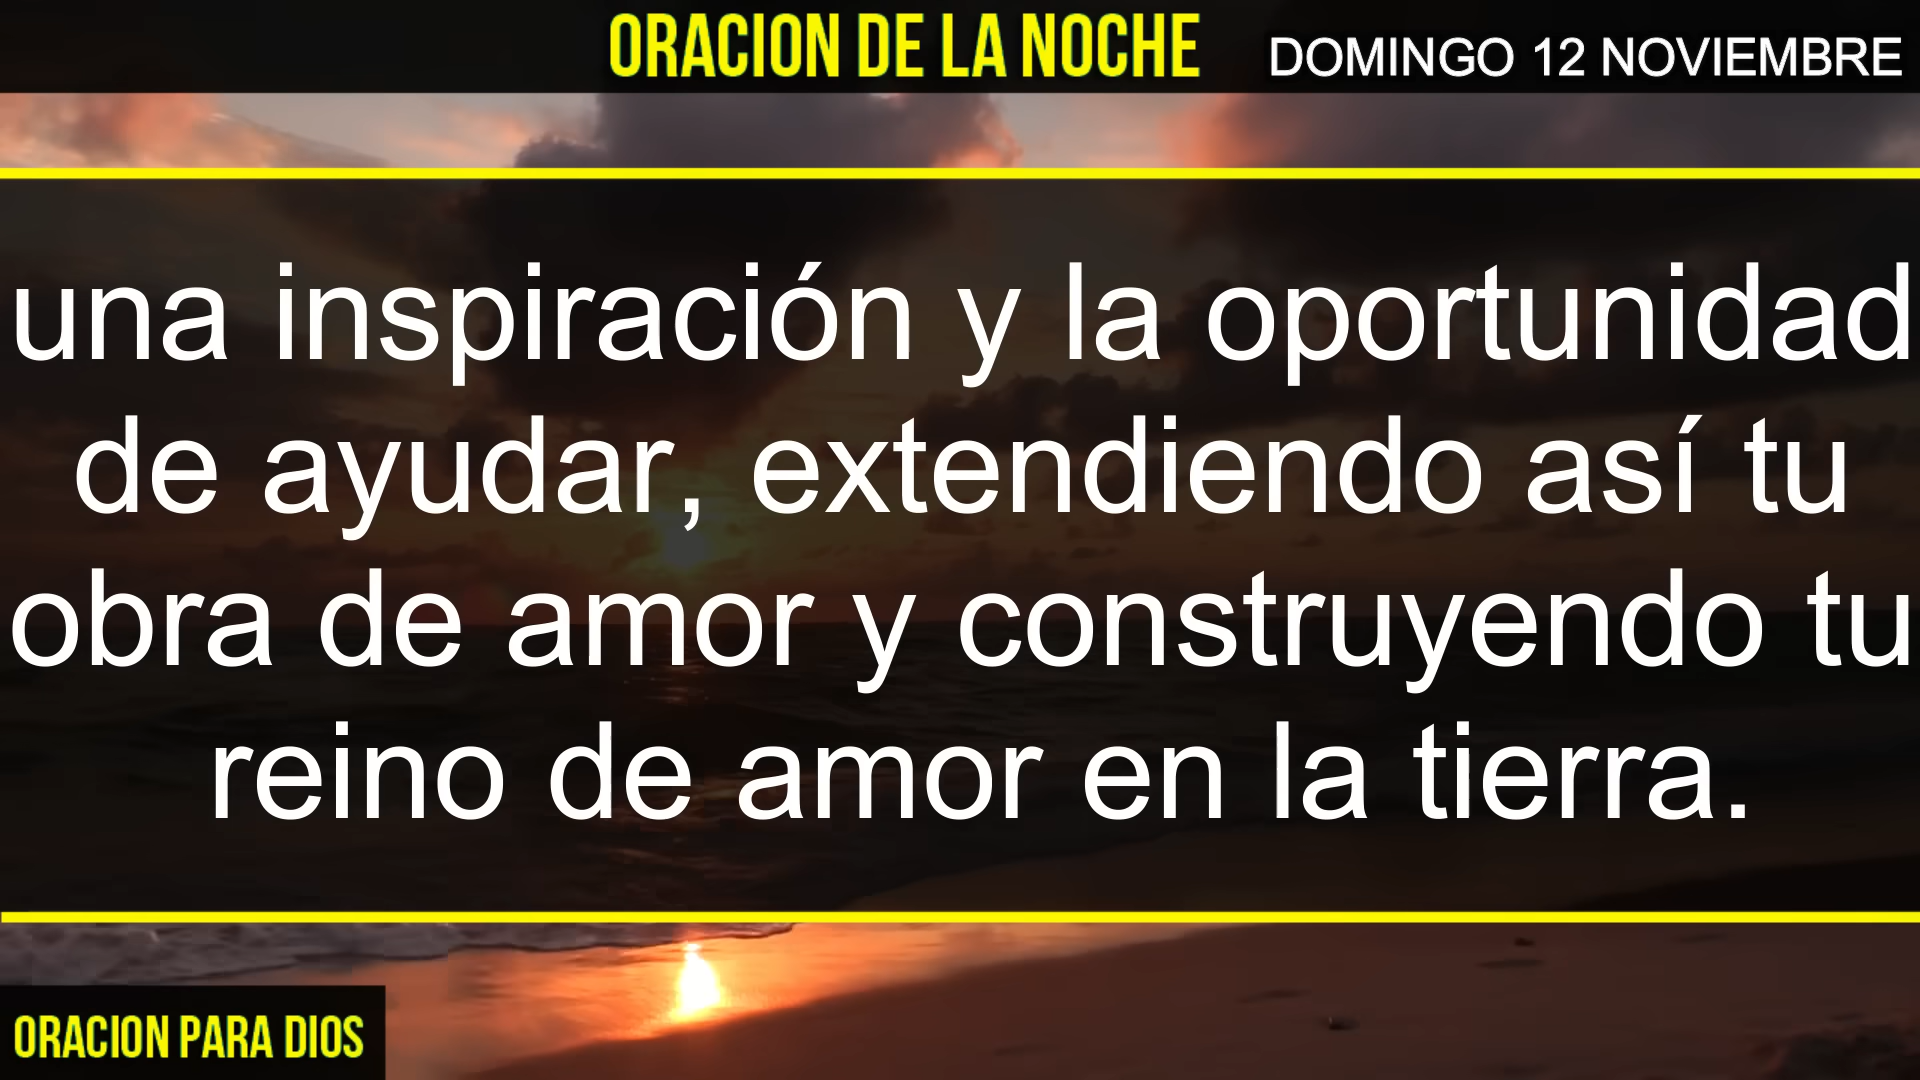 ORACION DE LA NOCHE
DOMINGO 12 NOVIEMBRE
una inspiración y la oportunidad
de ayudar, extendiendo así tu
obra de amor y construyendo tu
reino de amor en la tierra.
ORACION PARA DIOS